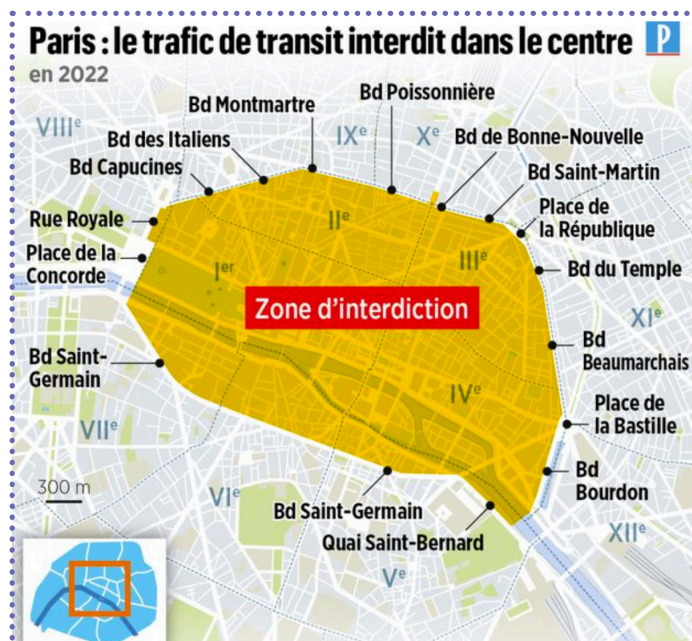 Paris : le trafic de transit interdit dans le centre P
en 2022
Bd Poissonnière
Bd Montmartre
VIIIe
IXe
Xe
Bd des Italiens
Bd de Bonne-Nouvelle
Bd Capucines
Bd Saint-Martin
Rue Royale
IIe
Place de
la République
Place de la
Concorde
Ier
IIIe
Bd du Temple
Zone d'interdiction
XIe
Bd
Beaumarchais
Bd Saint-
Germain
IVe
Place de
la Bastille
VIIe
Bd
Bourdon
300 m
VIe
Bd Saint-Germain
Quai Saint-Bernard
XIIe
Ve